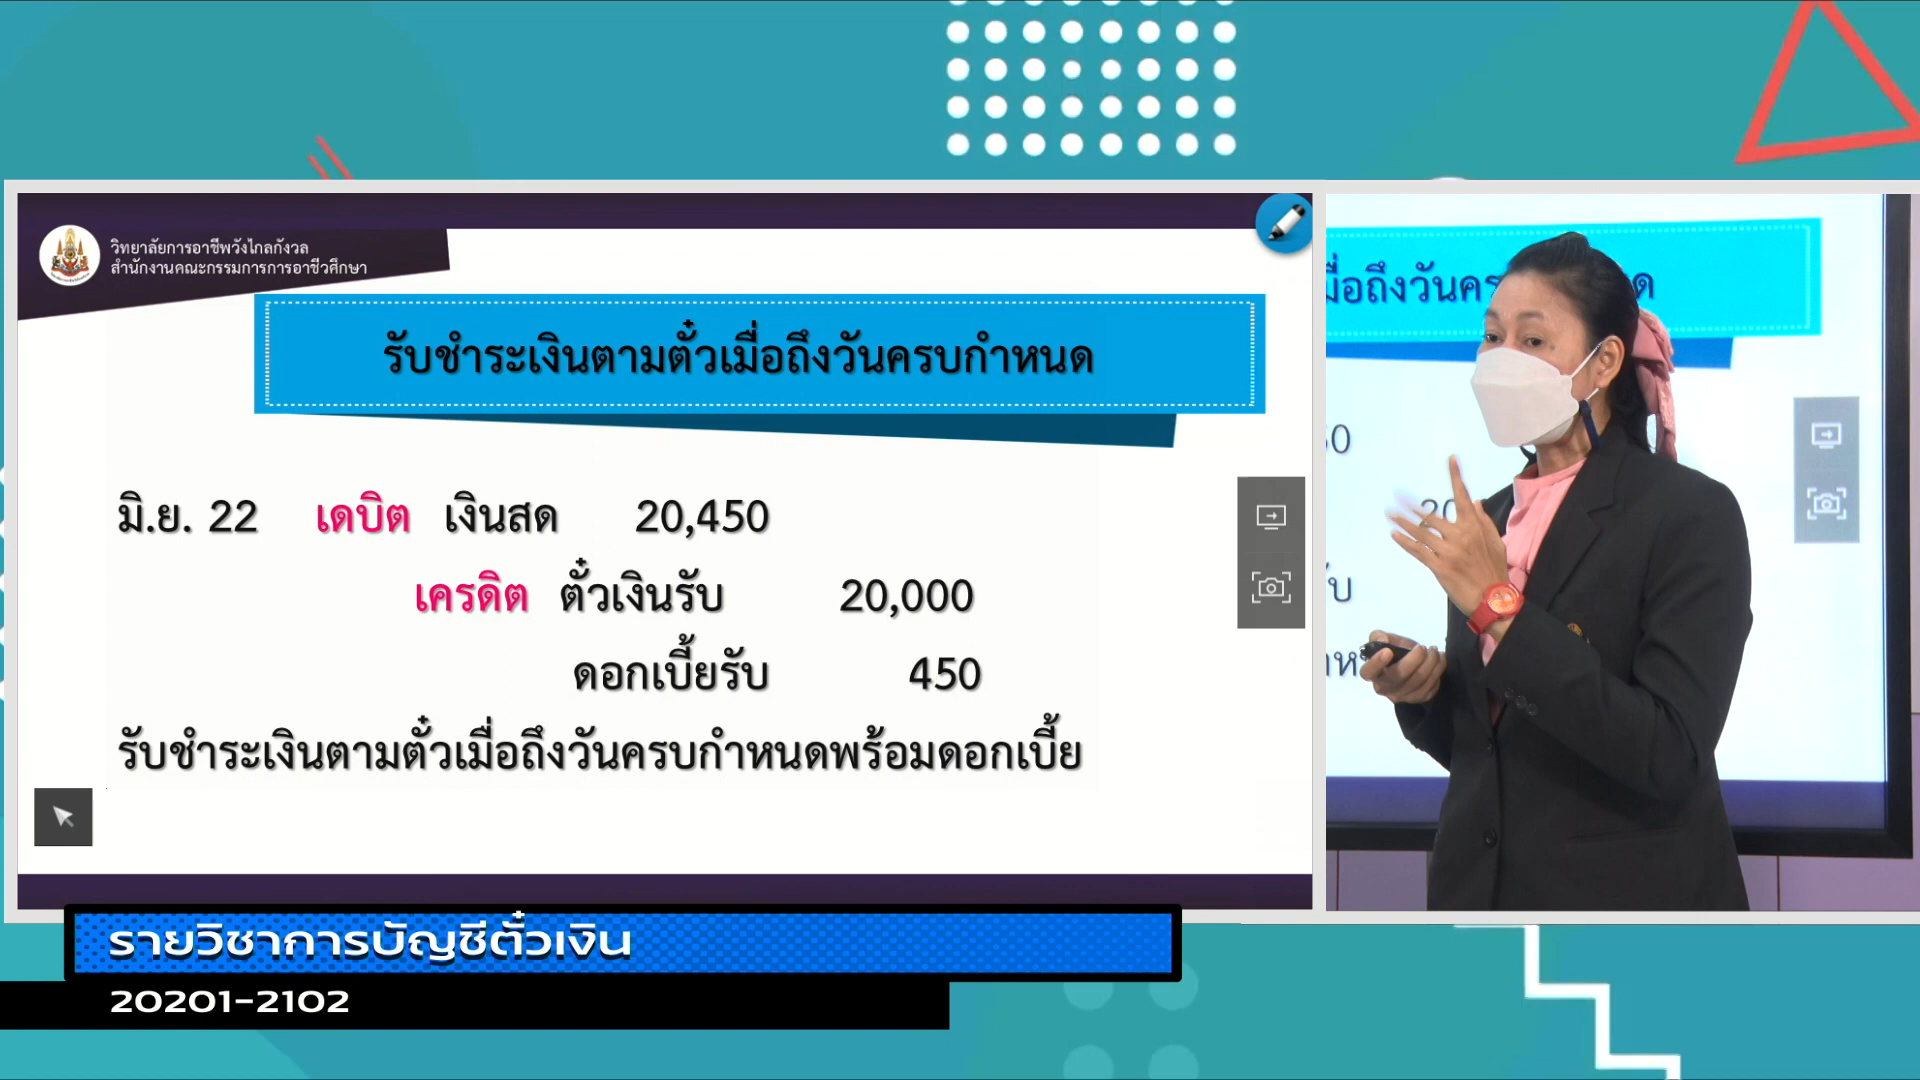 วิทยาลัยการอาชีพวังไกลกังวล
สำนักงานคณะกรรมการการอาชีวศึกษา
รับชำระเงินตามตั๋วเมื่อถึงวันครบกำหนด
มิ.ย. 22 เดบิต เงินสด 20,450
เครดิต ตั๋วเงินรับ 20,000
ดอกเบี้ยรับ 450
รับชำระเงินตามตั๋วเมื่อถึงวันครบกำหนดพร้อมดอกเบี้ย
รายวิชาการบัญชีตั๋วเงิน
20201-2102